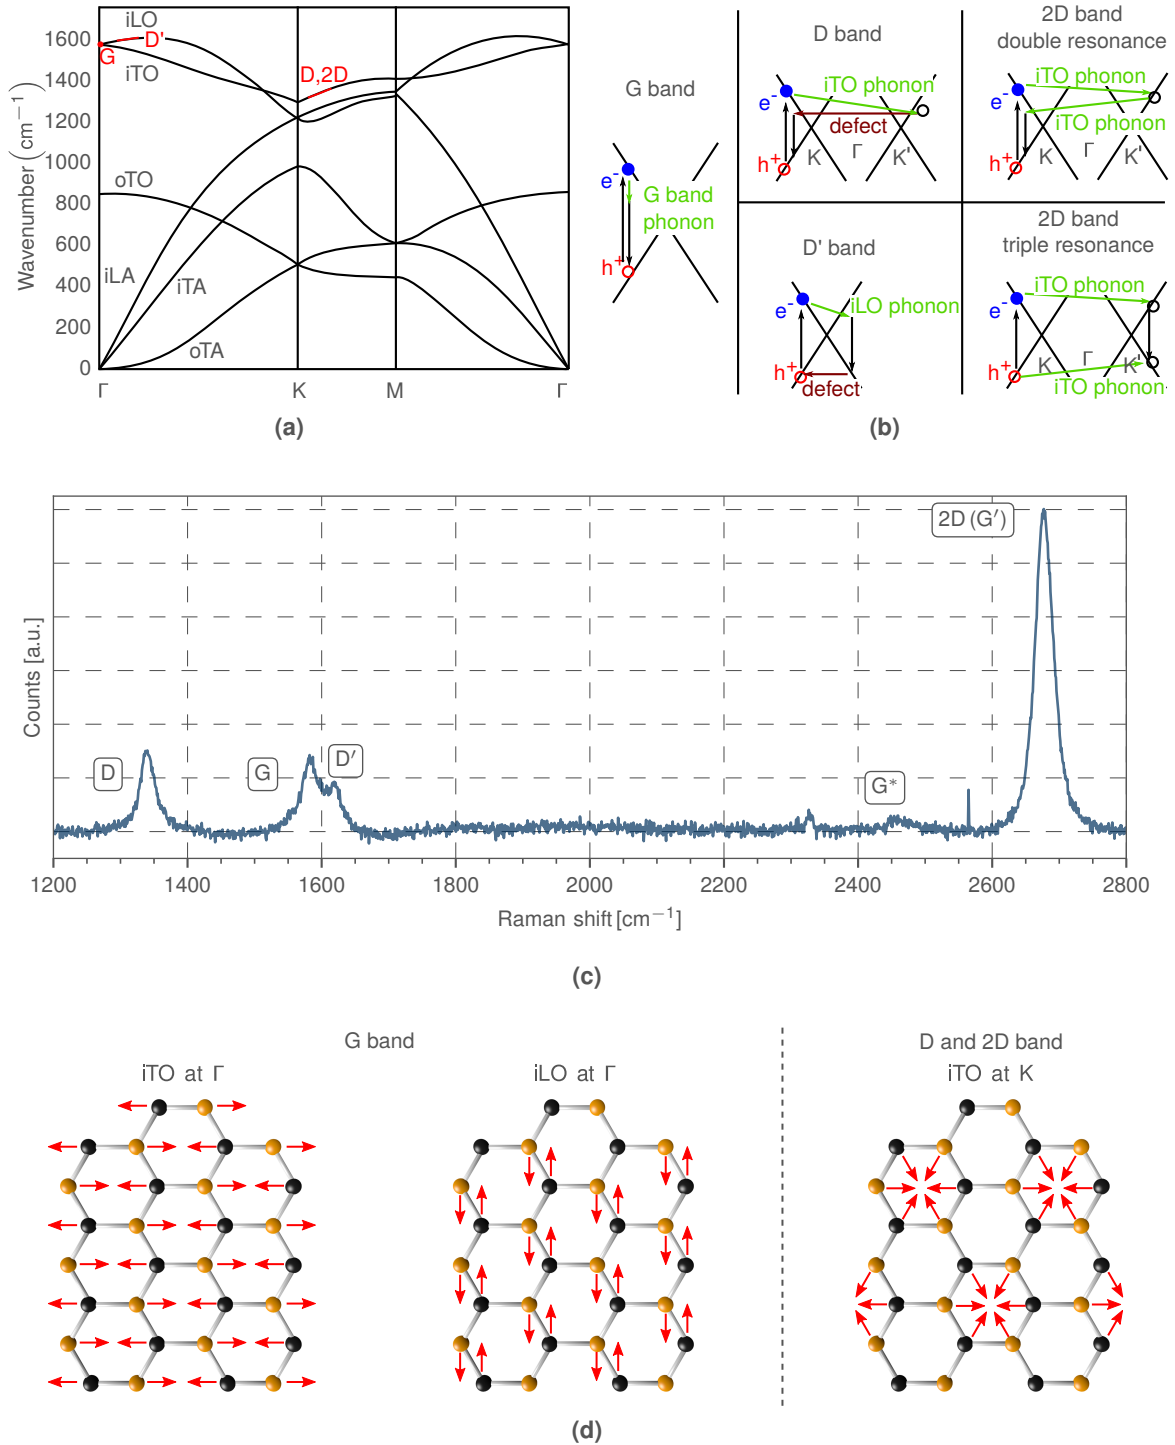 iLO
1600
D'
G
1400
iTO
D,2D
1200
1000
800
oTO
600
400
iLA
iTA
200
oTA
0
Wavenumber (cm−1)
Γ
K
M
Γ
(a)
G band
e-
G band
phonon
h+
D band
iTO phonon
e-
defect
K
Γ
K'
h+
2D band
double resonance
iTO phonon
e-
iTO phonon
K
Γ
K'
h+
D' band
e-
iLO phonon
h+
defect
2D band
triple resonance
iTO phonon
e-
K
Γ
K'
h+
iTO phonon
(b)
2D (G′)
D
G
D′
G*
Counts [a.u.]
1200
1400
1600
1800
2000
2200
2400
2600
2800
Raman shift [cm−1]
(c)
G band
D and 2D band
iTO at Γ
iLO at Γ
iTO at K
(d)